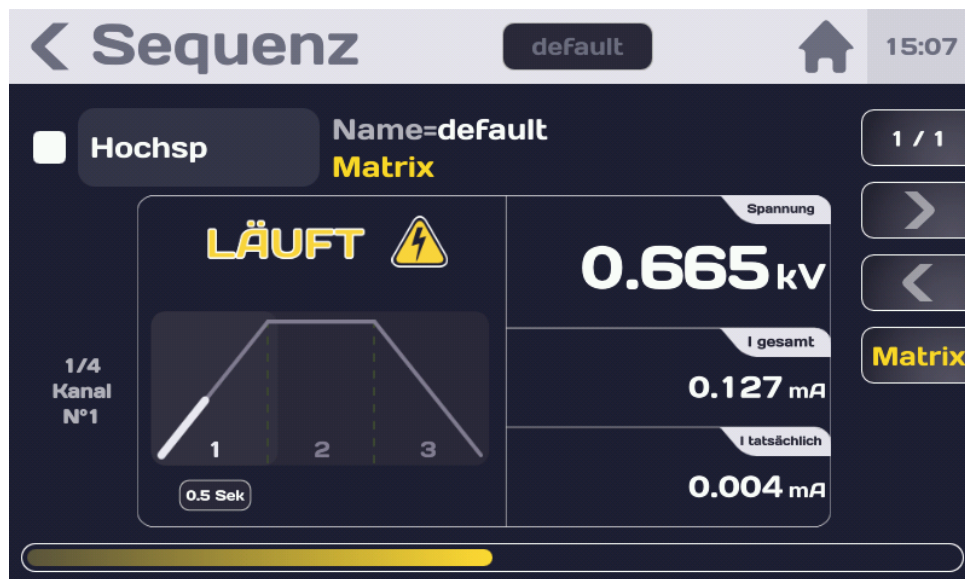 Sequenz
default
15:07
Hochsp
Name=default
Matrix
1 / 1
LÄUFT
Spannung
0.665 kV
I gesamt
0.127 mA
Matrix
1/4
Kanal
N°1
1
2
3
I tatsächlich
0.004 mA
0.5 Sek